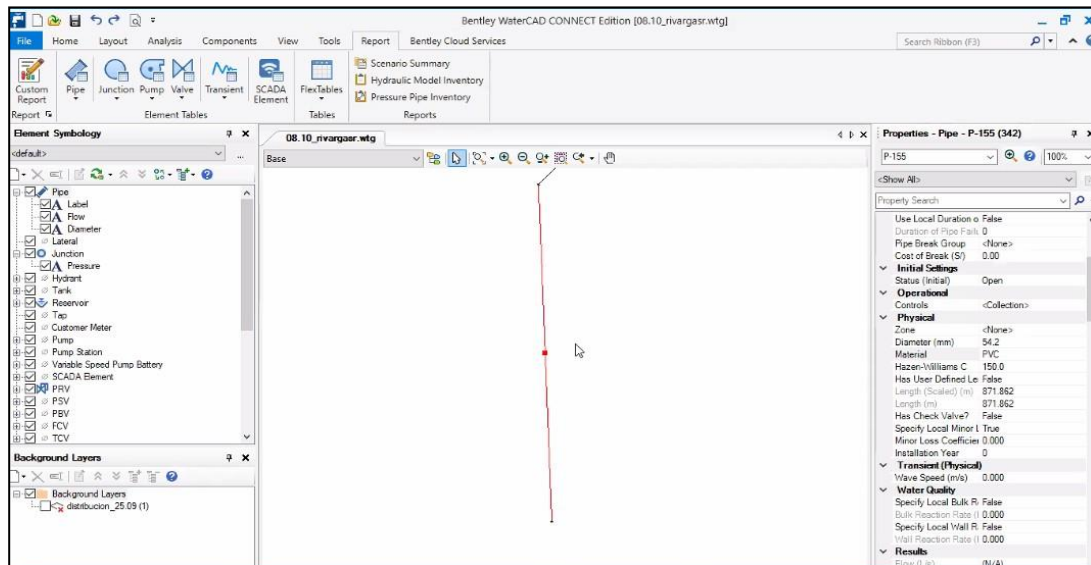 Bentley WaterCAD CONNECT Edition [08.10_rivargasr.wtg]
File Home Layout Analysis Components View Tools Report Bentley Cloud Services
Search Ribbon (F3)
Custom Report
Pipe
Junction
Pump
Valve
Transient
SCADA Element
FlexTables
Scenario Summary
Hydraulic Model Inventory
Pressure Pipe Inventory
Report
Element Tables
Tables
Reports
Element Symbology
<default>
Pipe
Label
Flow
Diameter
Lateral
Junction
Pressure
Hydrant
Tank
Reservoir
Tap
Customer Meter
Pump
Pump Station
Variable Speed Pump Battery
SCADA Element
PRV
PSV
PBV
FCV
TCV
Background Layers
Background Layers
distribucion_25.09 (1)
08.10_rivargasr.wtg
Base
Properties - Pipe - P-155 (342)
P-155
100%
<Show All>
Property Search
Use Local Duration o False
Duration of Pipe Failu 0
Pipe Break Group <None>
Cost of Break (S/) 0.00
Initial Settings
Status (Initial) Open
Operational
Controls <Collection>
Physical
Zone <None>
Diameter (mm) 54.2
Material PVC
Hazen-Williams C 150.0
Has User Defined Le False
Length (Scaled) (m) 871.862
Length (m) 871.862
Has Check Valve? False
Specify Local Minor L True
Minor Loss Coefficien 0.000
Installation Year 0
Transient (Physical)
Wave Speed (m/s) 0.000
Water Quality
Specify Local Bulk R False
Bulk Reaction Rate (l 0.000
Specify Local Wall R False
Wall Reaction Rate (l 0.000
Results
Flow (L/s) (N/A)